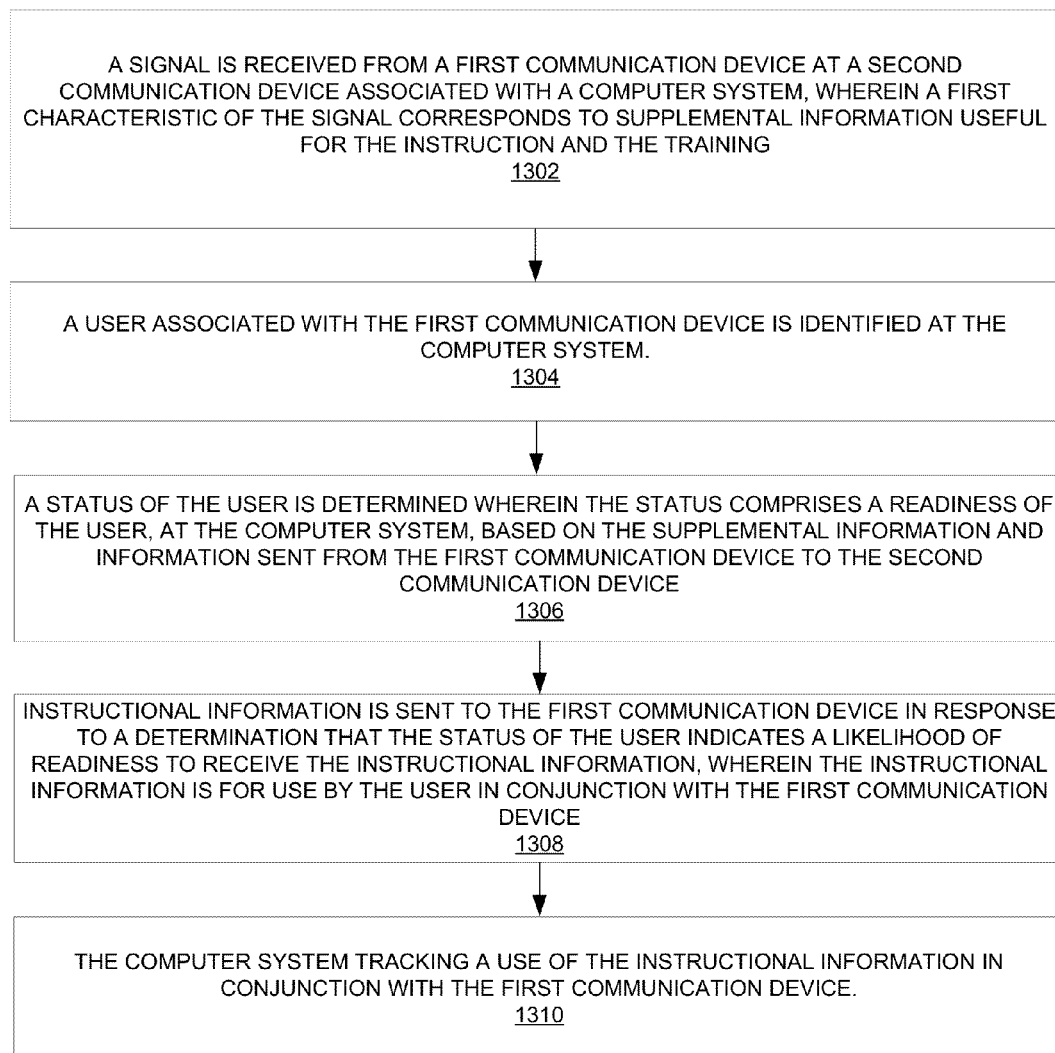 A SIGNAL IS RECEIVED FROM A FIRST COMMUNICATION DEVICE AT A SECOND
COMMUNICATION DEVICE ASSOCIATED WITH A COMPUTER SYSTEM, WHEREIN A FIRST
CHARACTERISTIC OF THE SIGNAL CORRESPONDS TO SUPPLEMENTAL INFORMATION USEFUL
FOR THE INSTRUCTION AND THE TRAINING
1302
A USER ASSOCIATED WITH THE FIRST COMMUNICATION DEVICE IS IDENTIFIED AT THE
COMPUTER SYSTEM.
1304
A STATUS OF THE USER IS DETERMINED WHEREIN THE STATUS COMPRISES A READINESS OF
THE USER, AT THE COMPUTER SYSTEM, BASED ON THE SUPPLEMENTAL INFORMATION AND
INFORMATION SENT FROM THE FIRST COMMUNICATION DEVICE TO THE SECOND
COMMUNICATION DEVICE
1306
INSTRUCTIONAL INFORMATION IS SENT TO THE FIRST COMMUNICATION DEVICE IN RESPONSE
TO A DETERMINATION THAT THE STATUS OF THE USER INDICATES A LIKELIHOOD OF
READINESS TO RECEIVE THE INSTRUCTIONAL INFORMATION, WHEREIN THE INSTRUCTIONAL
INFORMATION IS FOR USE BY THE USER IN CONJUNCTION WITH THE FIRST COMMUNICATION
DEVICE
1308
THE COMPUTER SYSTEM TRACKING A USE OF THE INSTRUCTIONAL INFORMATION IN
CONJUNCTION WITH THE FIRST COMMUNICATION DEVICE.
1310